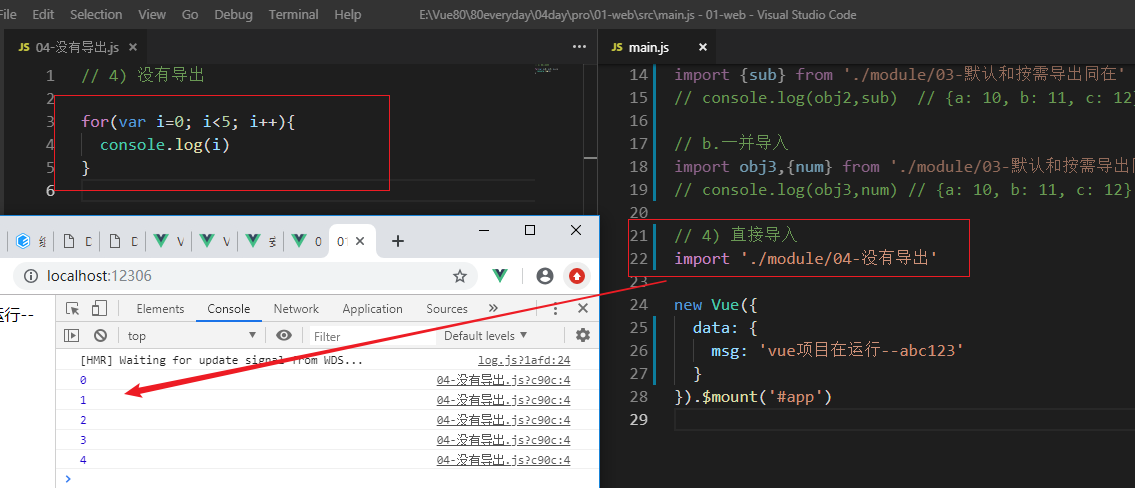 File Edit Selection View Go Debug Terminal Help E:\Vue80\80everyday\04day\pro\01-web\src\main.js - 01-web - Visual Studio Code
JS 04-没有导出.js ×
1 // 4) 没有导出
2
3 for(var i=0; i<5; i++){
4 console.log(i)
5 }
6
JS main.js ×
14 import {sub} from './module/03-默认和按需导出同在'
15 // console.log(obj2,sub) // {a: 10, b: 11, c: 12}
16
17 // b.一并导入
18 import obj3,{num} from './module/03-默认和按需导出同
19 // console.log(obj3,num) // {a: 10, b: 11, c: 12}
20
21 // 4) 直接导入
22 import './module/04-没有导出'
23
24 new Vue({
25 data: {
26 msg: 'vue项目在运行--abc123'
27 }
28 }).$mount('#app')
29
localhost:12306
运行--
Elements Console Network Application Sources »
top Filter Default levels ▼
[HMR] Waiting for update signal from WDS... log.js?1afd:24
0 04-没有导出.js?c90c:4
1 04-没有导出.js?c90c:4
2 04-没有导出.js?c90c:4
3 04-没有导出.js?c90c:4
4 04-没有导出.js?c90c:4
>